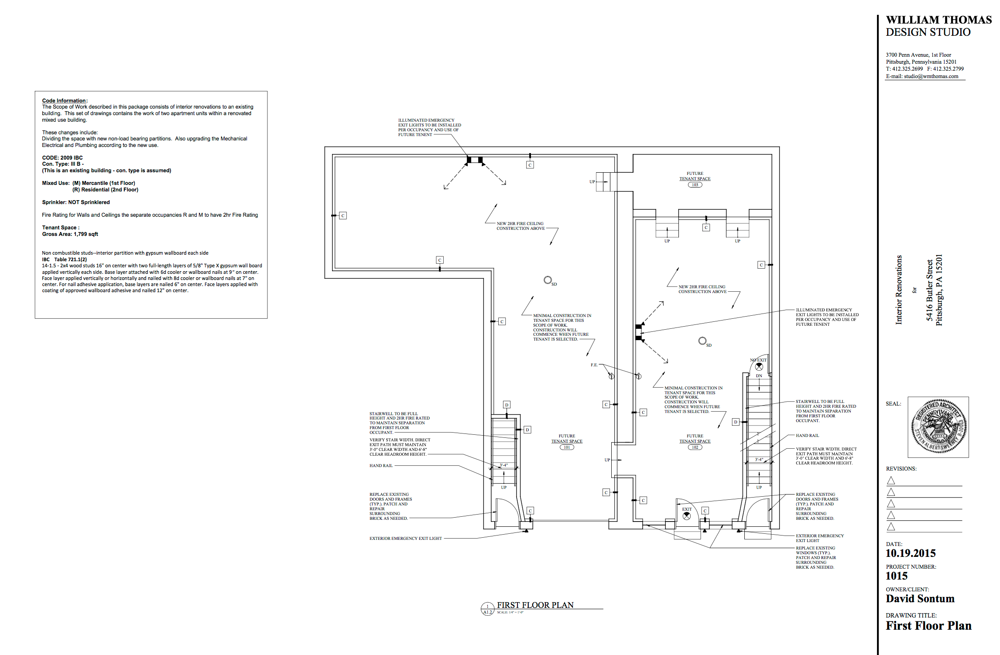 WILLIAM THOMAS
DESIGN STUDIO
3700 Penn Avenue, 1st Floor
Pittsburgh, Pennsylvania 15201
T: 412.325.2699   F: 412.325.2799
E-mail: studio@wmthomas.com
Code Information:
The Scope of Work described in this package consists of interior renovations to an existing
building.  This set of drawings contains the work of two apartment units within a renovated
mixed use building.
These changes include:
Dividing the space with new non-load bearing partitions.  Also upgrading the Mechanical
Electrical and Plumbing according to the new use.
CODE: 2009 IBC
Con. Type: III B -
(This is an existing building - con. type is assumed)
Mixed Use:  (M) Mercantile (1st Floor)
(R) Residential (2nd Floor)
Sprinkler: NOT Sprinklered
Fire Rating for Walls and Ceilings the separate occupancies R and M to have 2hr Fire Rating
Tenant Space :
Gross Area: 1,799 sqft
Non combustible studs--interior partition with gypsum wallboard each side
IBC   Table 721.1(2)
14-1.5 - 2x4 wood studs 16" on center with two full-length layers of 5/8" Type X gypsum wall board
applied vertically each side. Base layer attached with 6d cooler or wallboard nails at 9" on center.
Face layer applied vertically or horizontally and nailed with 8d cooler or wallboard nails at 7" on
center. For nail adhesive application, base layers are nailed 6" on center. Face layers applied with
coating of approved wallboard adhesive and nailed 12" on center.
ILLUMINATED EMERGENCY
EXIT LIGHTS TO BE INSTALLED
PER OCCUPANCY AND USE OF
FUTURE TENENT
C
C
UP
FUTURE
TENANT SPACE
103
NEW 2HR FIRE CEILING
CONSTRUCTION ABOVE
C
UP
UP
C
C
SD
NEW 2HR FIRE CEILING
CONSTRUCTION ABOVE
C
MINIMAL CONSTRUCTION IN
TENANT SPACE FOR THIS
SCOPE OF WORK.
CONSTRUCTION WILL
COMMENCE WHEN FUTURE
TENANT IS SELECTED.
ILLUMINATED EMERGENCY
EXIT LIGHTS TO BE INSTALLED
PER OCCUPANCY AND USE OF
FUTURE TENENT
SD
F.E.
NO EXIT
DN
MINIMAL CONSTRUCTION IN
TENANT SPACE FOR THIS
SCOPE OF WORK.
CONSTRUCTION WILL
COMMENCE WHEN FUTURE
TENANT IS SELECTED.
D
C
C
D
D
STAIRWELL TO BE FULL
HEIGHT AND 2HR FIRE RATED
TO MAINTAIN SEPARATION
FROM FIRST FLOOR
OCCUPANT.
VERIFY STAIR WIDTH. DIRECT
EXIT PATH MUST MAINTAIN
3'-0" CLEAR WIDTH AND 6'-8"
CLEAR HEADROOM HEIGHT.
HAND RAIL
REPLACE EXISTING
DOORS AND FRAMES
(TYP.). PATCH AND
REPAIR
SURROUNDING
BRICK AS NEEDED.
EXTERIOR EMERGENCY EXIT LIGHT
3'-4"
UP
FUTURE
TENANT SPACE
101
FUTURE
TENANT SPACE
102
UP
3'-4"
UP
C
C
C
EXIT
C
STAIRWELL TO BE FULL
HEIGHT AND 2HR FIRE RATED
TO MAINTAIN SEPARATION
FROM FIRST FLOOR
OCCUPANT.
HAND RAIL
VERIFY STAIR WIDTH. DIRECT
EXIT PATH MUST MAINTAIN
3'-0" CLEAR WIDTH AND 6'-8"
CLEAR HEADROOM HEIGHT.
REPLACE EXISTING
DOORS AND FRAMES
(TYP.). PATCH AND
REPAIR
SURROUNDING
BRICK AS NEEDED.
EXTERIOR EMERGENCY
EXIT LIGHT
REPLACE EXISTING
WINDOWS (TYP.).
PATCH AND REPAIR
SURROUNDING
BRICK AS NEEDED.
1
A1.2
FIRST FLOOR PLAN
SCALE: 1/4" = 1'-0"
Interior Renovations
for
5416 Butler Street
Pittsburgh, PA 15201
SEAL:
REGISTERED ARCHITECT
PENNSYLVANIA
STEVEN ALBERT SWEENEY
REVISIONS:
DATE:
10.19.2015
PROJECT NUMBER:
1015
OWNER/CLIENT:
David Sontum
DRAWING TITLE:
First Floor Plan